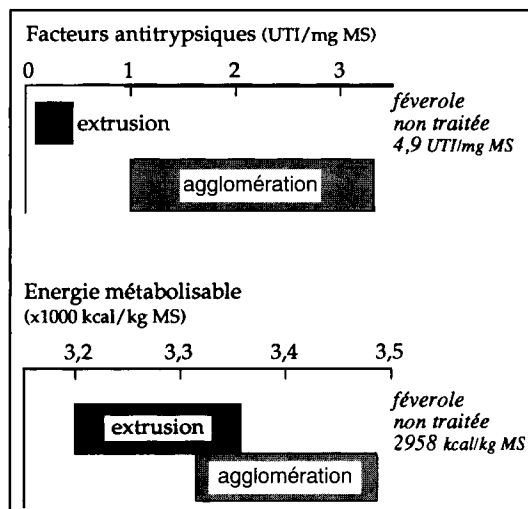 Facteurs antitrypsiques (UTI/mg MS)
0 1 2 3
extrusion
féverole
non traitée
4,9 UTI/mg MS
agglomération
Energie métabolisable
(x1000 kcal/kg MS)
3,2 3,3 3,4 3,5
extrusion
féverole
non traitée
2958 kcal/kg MS
agglomération